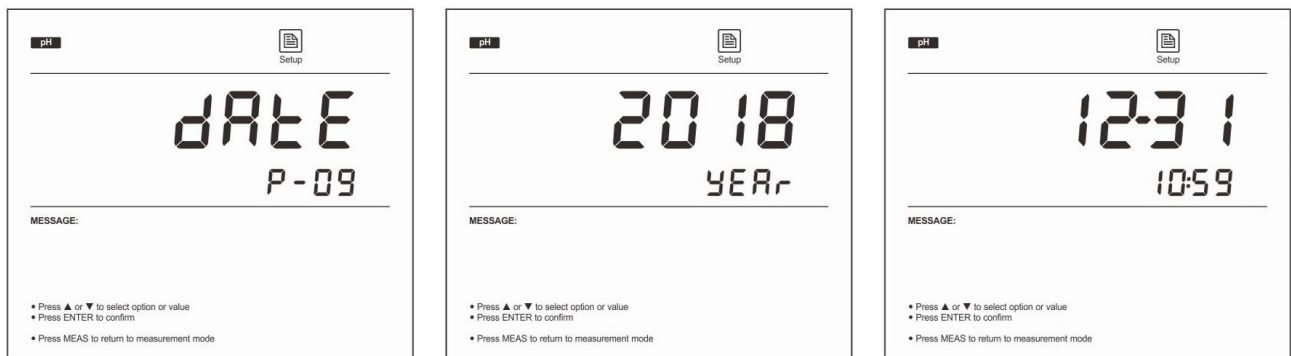 pH
Setup
dAtE
P-09
MESSAGE:
• Press ▲ or ▼ to select option or value
• Press ENTER to confirm
• Press MEAS to return to measurement mode
pH
Setup
2018
YEAr
MESSAGE:
• Press ▲ or ▼ to select option or value
• Press ENTER to confirm
• Press MEAS to return to measurement mode
pH
Setup
12-31
10:59
MESSAGE:
• Press ▲ or ▼ to select option or value
• Press ENTER to confirm
• Press MEAS to return to measurement mode